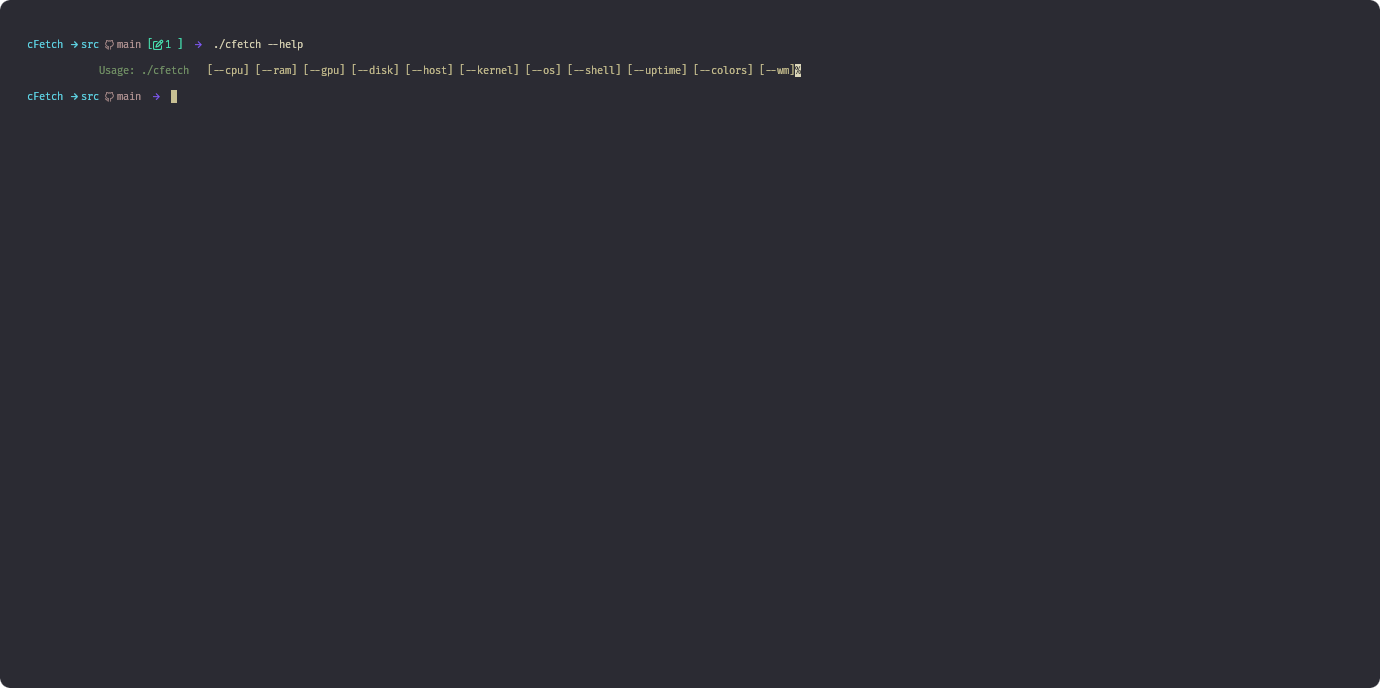 cFetch → src main [1 ] → ./cfetch --help
Usage: ./cfetch [--cpu] [--ram] [--gpu] [--disk] [--host] [--kernel] [--os] [--shell] [--uptime] [--colors] [--wm]%
cFetch → src main →